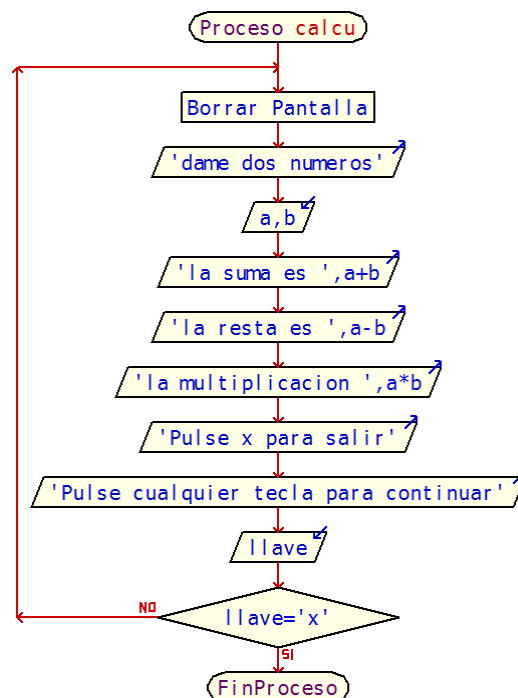 Proceso calcu
Borrar Pantalla
'dame dos numeros'
a,b
'la suma es ',a+b
'la resta es ',a-b
'la multiplicacion ',a*b
'Pulse x para salir'
'Pulse cualquier tecla para continuar'
llave
llave='x'
NO
SI
FinProceso